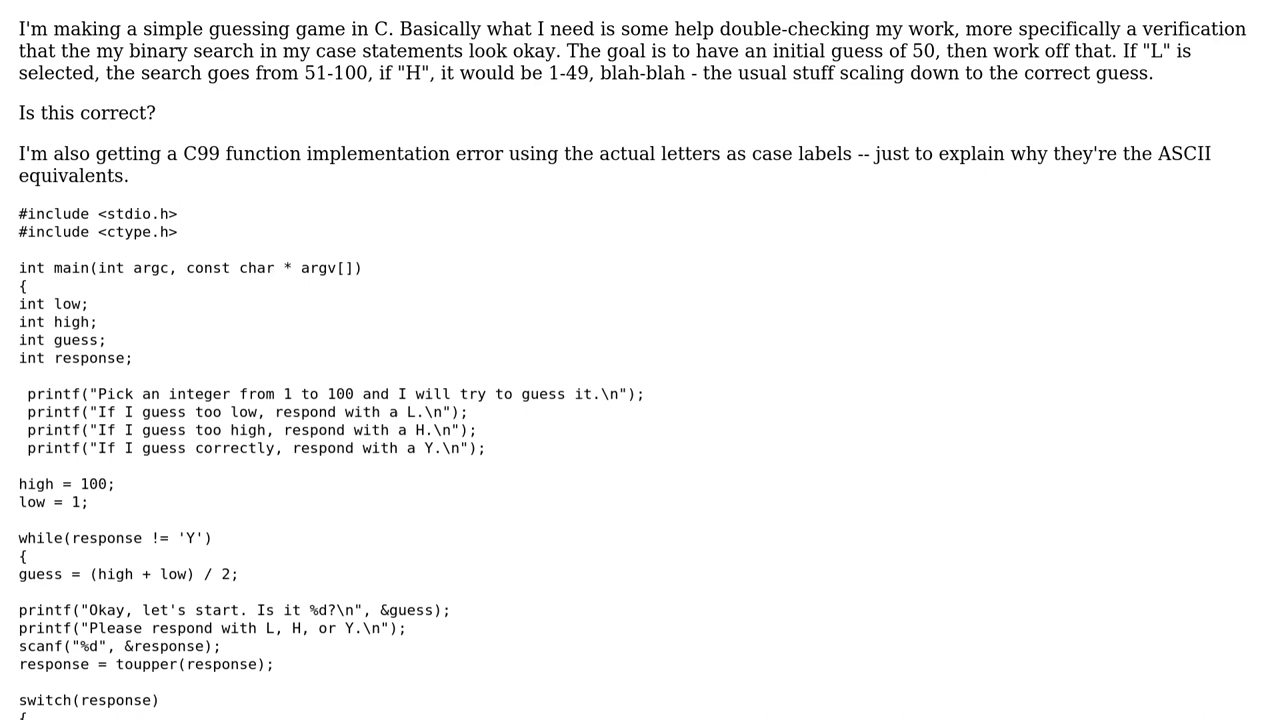 I'm making a simple guessing game in C. Basically what I need is some help double-checking my work, more specifically a verification
that the my binary search in my case statements look okay. The goal is to have an initial guess of 50, then work off that. If "L" is
selected, the search goes from 51-100, if "H", it would be 1-49, blah-blah - the usual stuff scaling down to the correct guess.
Is this correct?
I'm also getting a C99 function implementation error using the actual letters as case labels -- just to explain why they're the ASCII
equivalents.
#include <stdio.h>
#include <ctype.h>
int main(int argc, const char * argv[])
{
int low;
int high;
int guess;
int response;
printf("Pick an integer from 1 to 100 and I will try to guess it.\n");
printf("If I guess too low, respond with a L.\n");
printf("If I guess too high, respond with a H.\n");
printf("If I guess correctly, respond with a Y.\n");
high = 100;
low = 1;
while(response != 'Y')
{
guess = (high + low) / 2;
printf("Okay, let's start. Is it %d?\n", &guess);
printf("Please respond with L, H, or Y.\n");
scanf("%d", &response);
response = toupper(response);
switch(response)
{